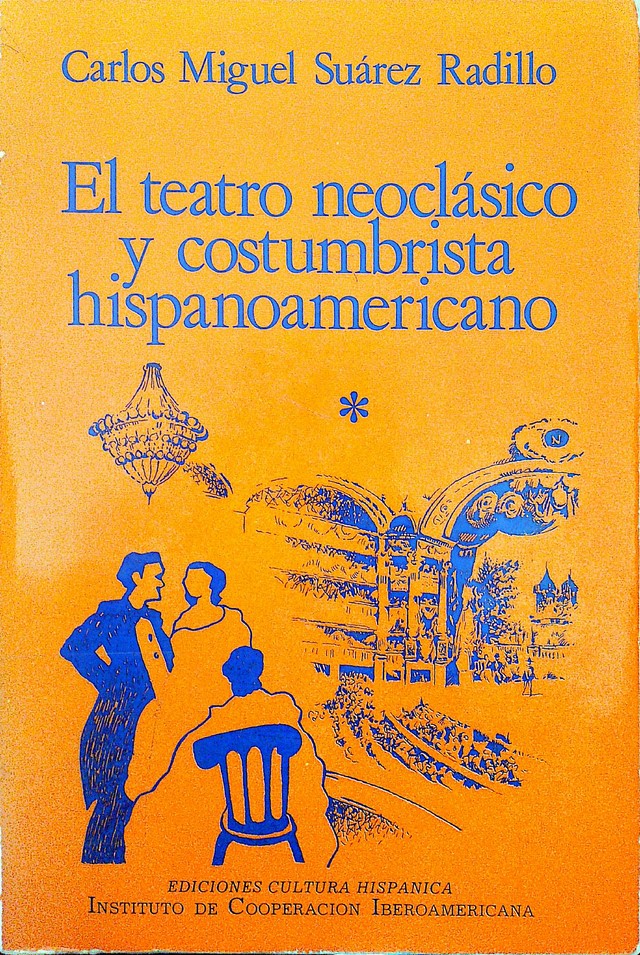 Carlos Miguel Suárez Radillo
El teatro neoclásico
y costumbrista
hispanoamericano
*
N
EDICIONES CULTURA HISPANICA
INSTITUTO DE COOPERACION IBEROAMERICANA